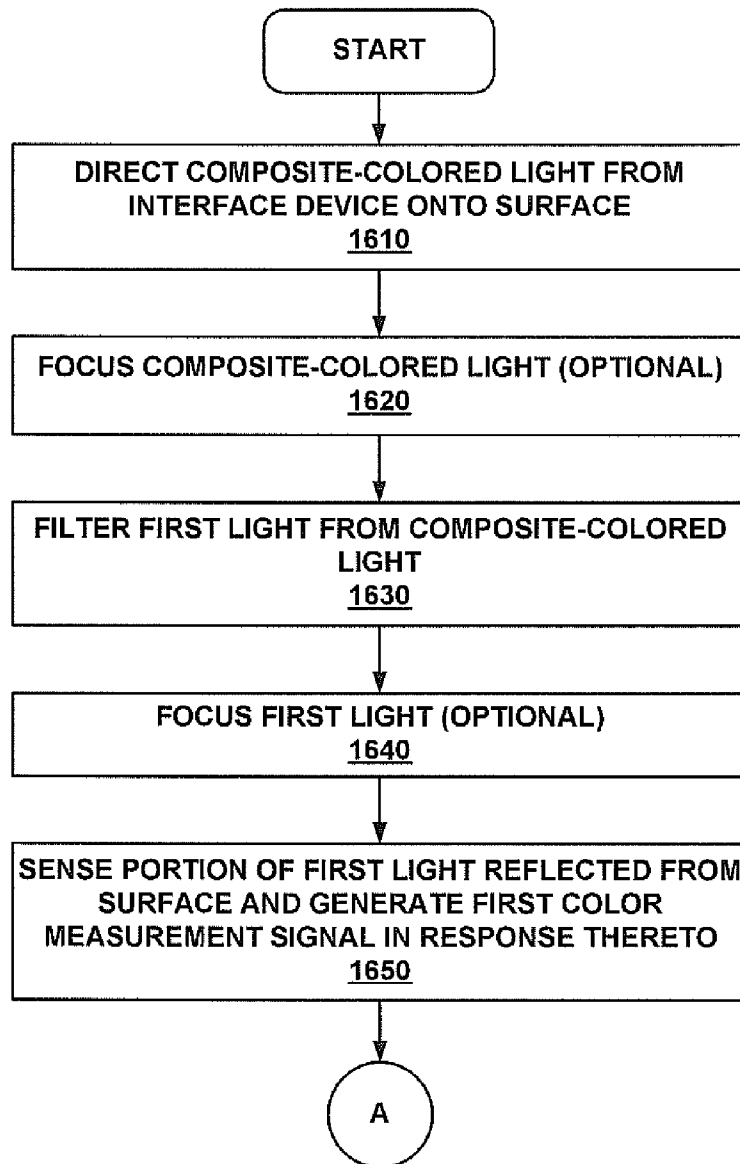 START
DIRECT COMPOSITE-COLORED LIGHT FROM
INTERFACE DEVICE ONTO SURFACE
1610
FOCUS COMPOSITE-COLORED LIGHT (OPTIONAL)
1620
FILTER FIRST LIGHT FROM COMPOSITE-COLORED
LIGHT
1630
FOCUS FIRST LIGHT (OPTIONAL)
1640
SENSE PORTION OF FIRST LIGHT REFLECTED FROM
SURFACE AND GENERATE FIRST COLOR
MEASUREMENT SIGNAL IN RESPONSE THERETO
1650
A